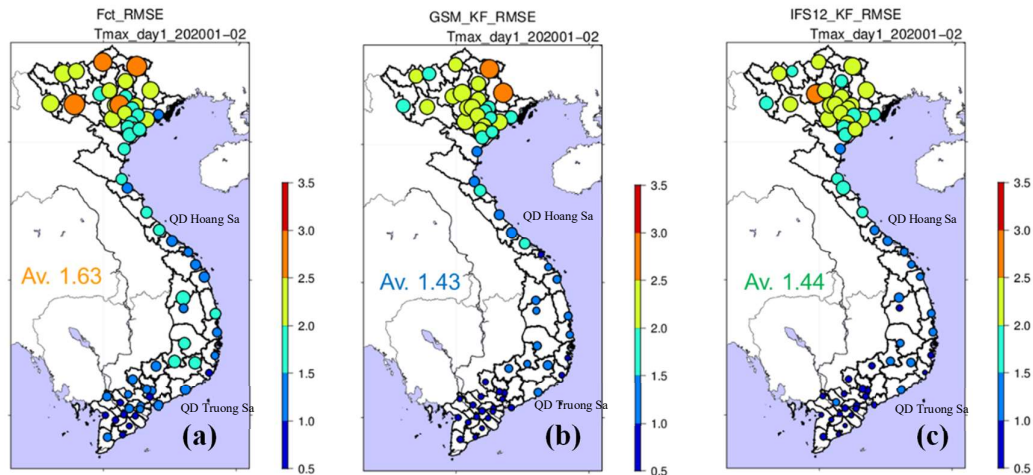 Fct_RMSE
Tmax_day1_202001-02
QD Hoang Sa
Av. 1.63
QD Truong Sa
(a)
3.5
3.0
2.5
2.0
1.5
1.0
0.5
GSM_KF_RMSE
Tmax_day1_202001-02
QD Hoang Sa
Av. 1.43
QD Truong Sa
(b)
3.5
3.0
2.5
2.0
1.5
1.0
0.5
IFS12_KF_RMSE
Tmax_day1_202001-02
QD Hoang Sa
Av. 1.44
QD Truong Sa
(c)
3.5
3.0
2.5
2.0
1.5
1.0
0.5